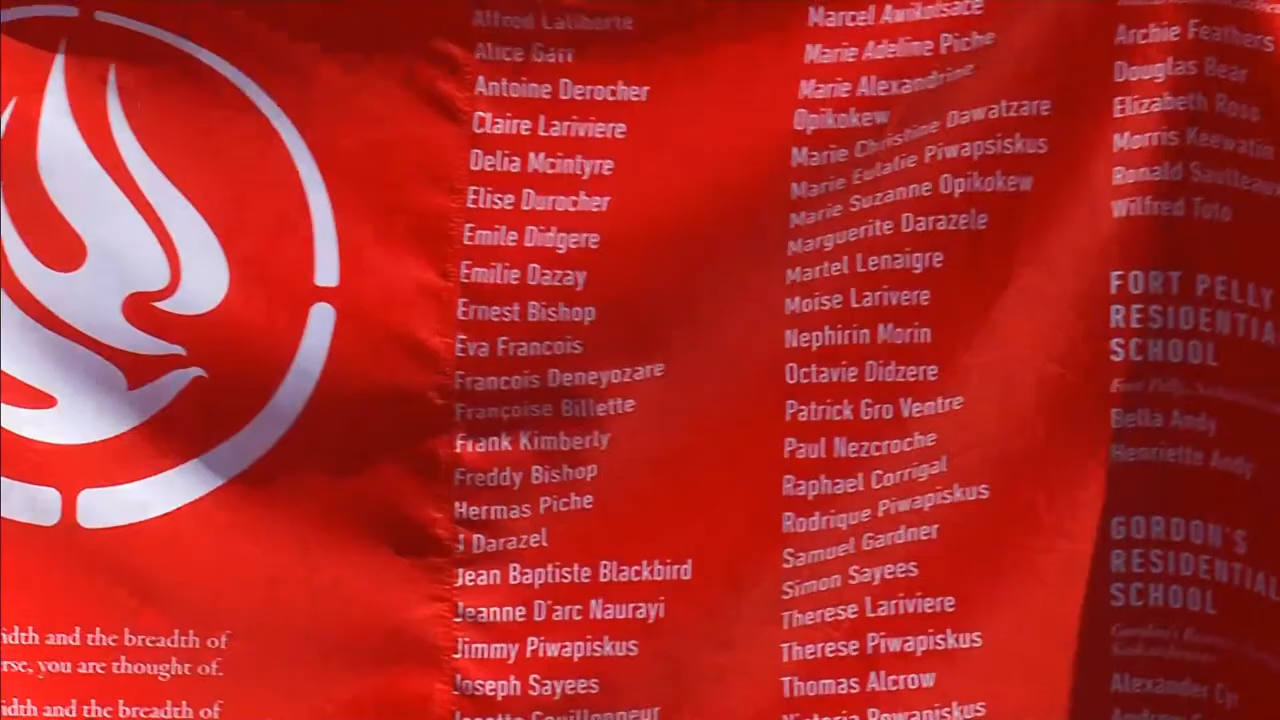 idth and the breadth of
rse, you are thought of.
idth and the breadth of
Alfred Laliberte
Alice Garr
Antoine Derocher
Claire Lariviere
Delia Mcintyre
Elise Durocher
Emile Didgere
Emilie Dazay
Ernest Bishop
Eva Francois
Francois Deneyozare
Françoise Billette
Frank Kimberly
Freddy Bishop
Hermas Piche
J Darazel
Jean Baptiste Blackbird
Jeanne D'arc Naurayi
Jimmy Piwapiskus
Joseph Sayees
Marcel
Marie Adeline Piche
Marie Alexandrine
Opikokew
Marie Christine Dawatzare
Marie Eulalie Piwapsiskus
Marie Suzanne Opikokew
Marguerite Darazele
Martel Lenaigre
Moise Larivere
Nephirin Morin
Octavie Didzere
Patrick Gro Ventre
Paul Nezcroche
Raphael Corrigal
Rodrique Piwapiskus
Samuel Gardner
Simon Sayees
Therese Lariviere
Therese Piwapiskus
Thomas Alcrow
Archie Feathers
Douglas Bear
Elizabeth Ross
Morris Keewatin
Ronald
Wilfred Toto
FORT PELLY
RESIDENTIA
SCHOOL
Bella Andy
Henriette Andy
GORDON'S
RESIDENTIAL
SCHOOL
Alexander